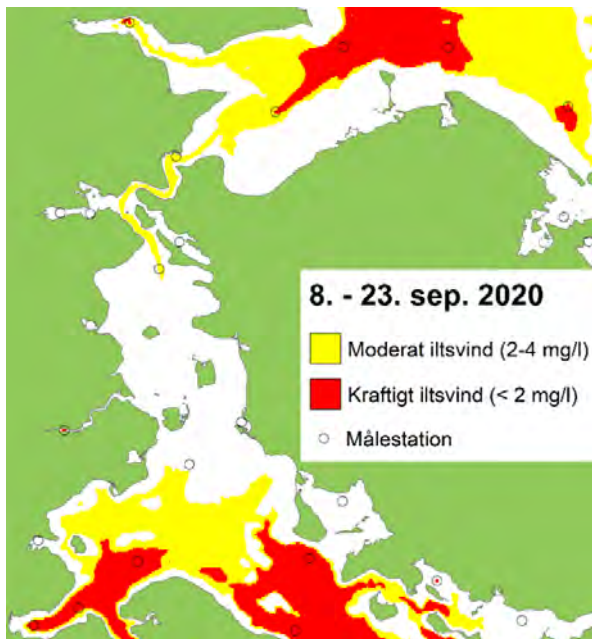 8. - 23. sep. 2020
Moderat iltsvind (2-4 mg/l)
Kraftigt iltsvind (< 2 mg/l)
Målestation